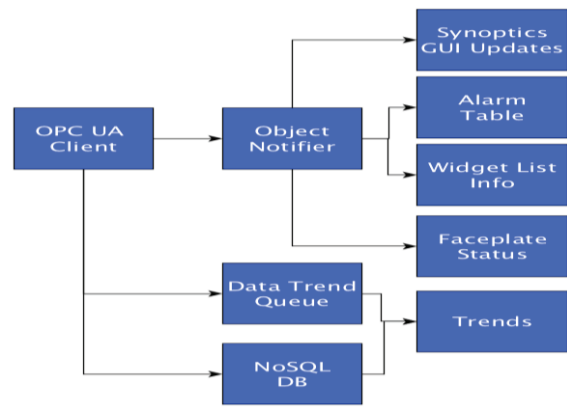 Synoptics
GUI Updates
OPC UA
Client
Object
Notifier
Alarm
Table
Widget List
Info
Faceplate
Status
Data Trend
Queue
Trends
NoSQL
DB